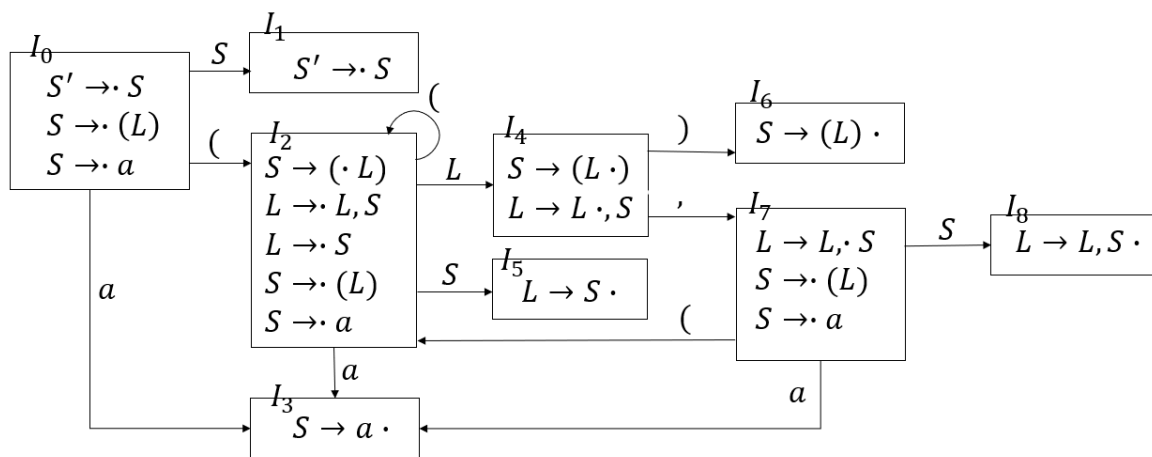 I₀
S′ →· S
S →· (L)
S →· a
S
I₁
S′ →· S
(
(
I₂
S → (· L)
L →· L, S
L →· S
S →· (L)
S →· a
L
I₄
S → (L ·)
L → L ·, S
)
I₆
S → (L) ·
,
I₇
L → L,· S
S →· (L)
S →· a
S
I₈
L → L, S ·
S
I₅
L → S ·
(
a
a
a
I₃
S → a ·